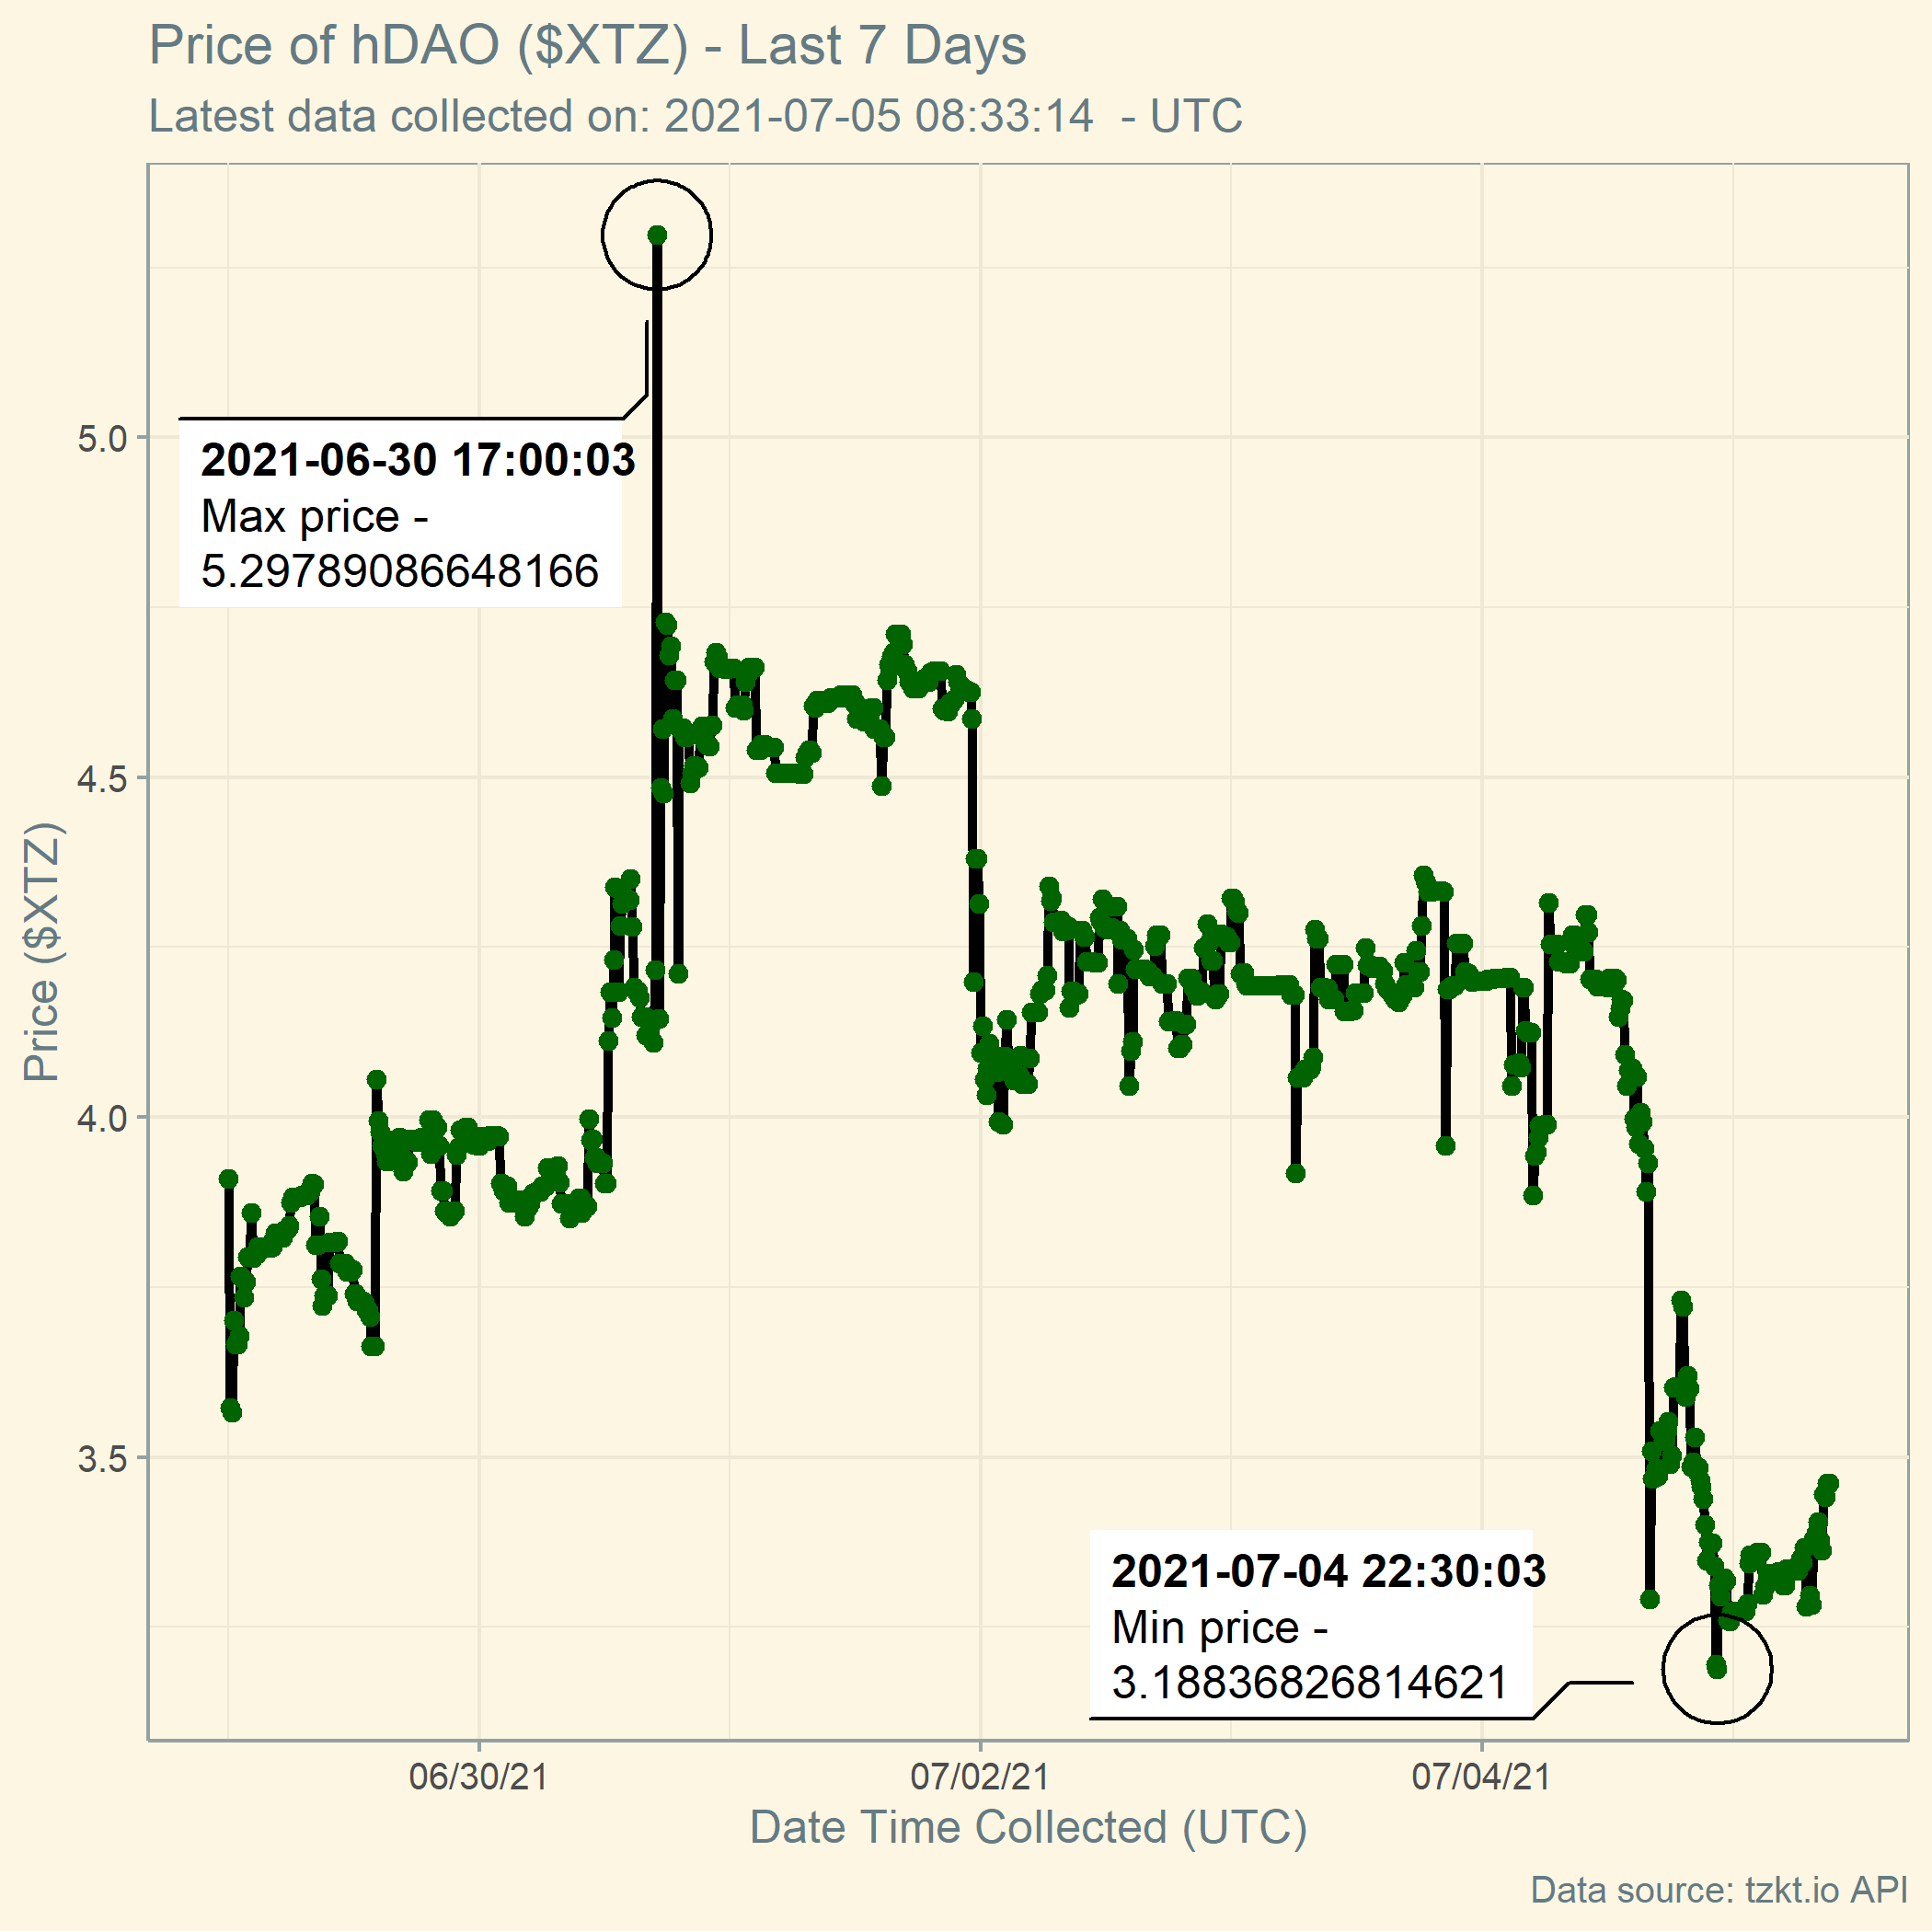 Price of hDAO ($XTZ) - Last 7 Days
Latest data collected on: 2021-07-05 08:33:14  - UTC
2021-06-30 17:00:03
Max price -
5.29789086648166
5.0
4.5
4.0
3.5
Price ($XTZ)
2021-07-04 22:30:03
Min price -
3.18836826814621
06/30/21
07/02/21
07/04/21
Date Time Collected (UTC)
Data source: tzkt.io API